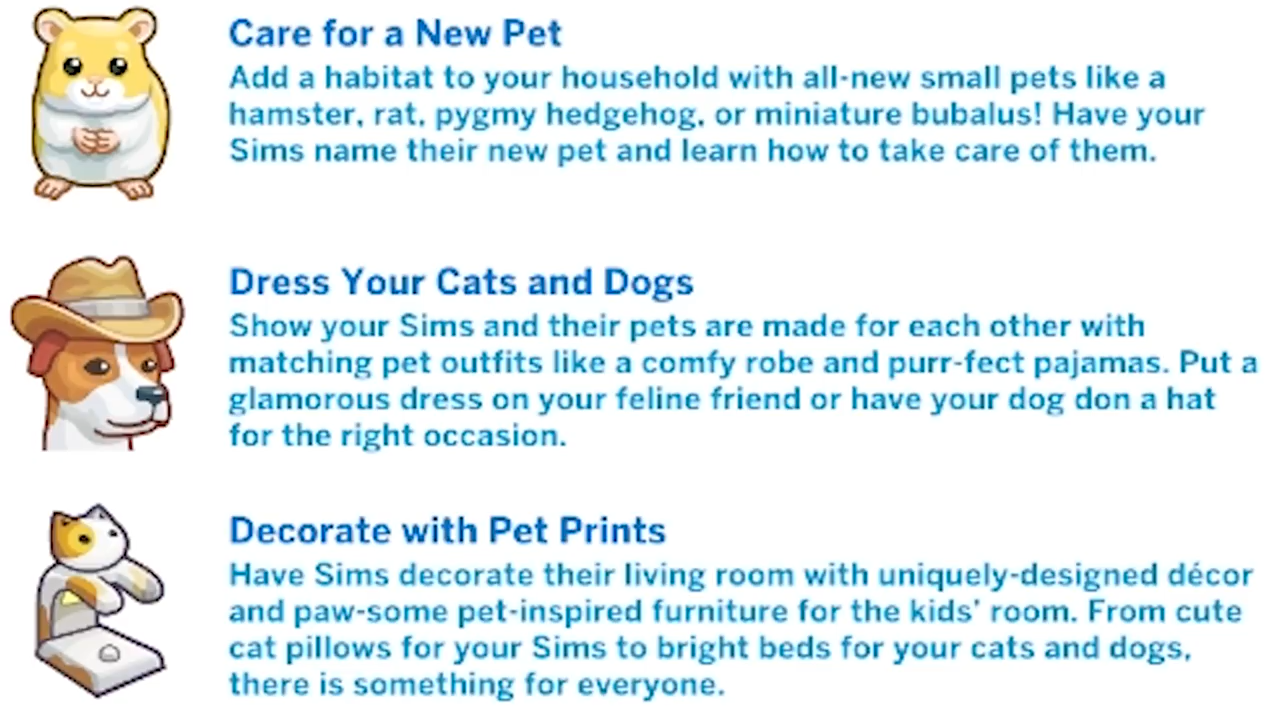 Care for a New Pet
Add a habitat to your household with all-new small pets like a
hamster, rat, pygmy hedgehog, or miniature bubalus! Have your
Sims name their new pet and learn how to take care of them.
Dress Your Cats and Dogs
Show your Sims and their pets are made for each other with
matching pet outfits like a comfy robe and purr-fect pajamas. Put a
glamorous dress on your feline friend or have your dog don a hat
for the right occasion.
Decorate with Pet Prints
Have Sims decorate their living room with uniquely-designed décor
and paw-some pet-inspired furniture for the kids' room. From cute
cat pillows for your Sims to bright beds for your cats and dogs,
there is something for everyone.